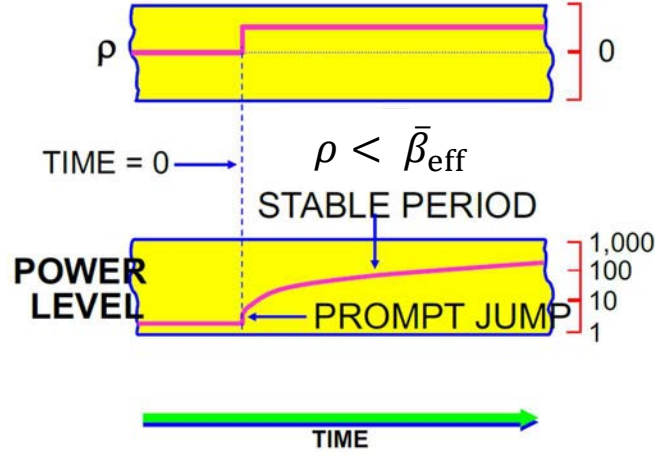 ρ
0
TIME = 0
ρ < β̄eff
STABLE PERIOD
1,000
POWER
100
LEVEL
10
PROMPT JUMP
1
TIME